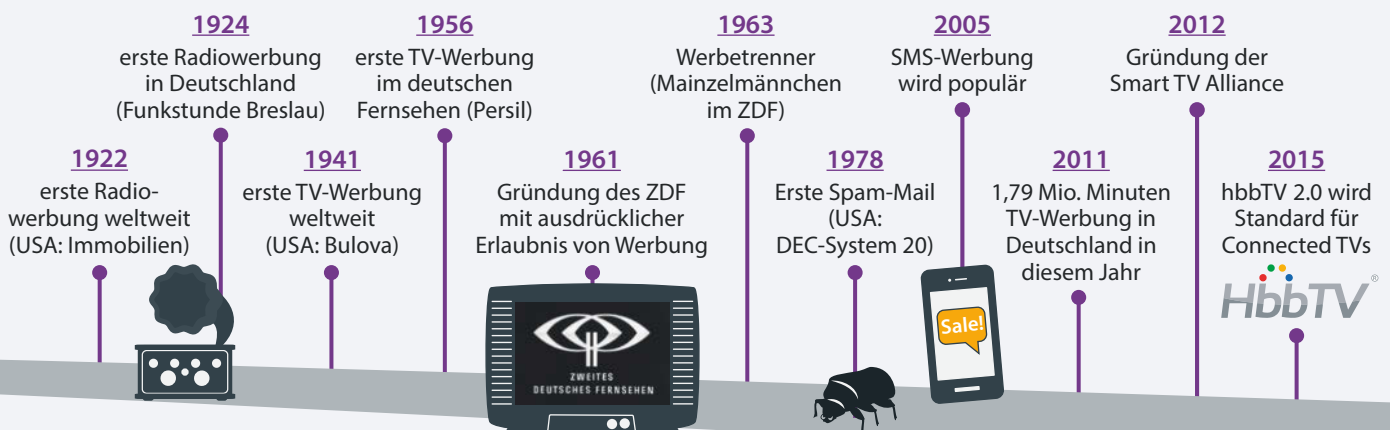 1924
erste Radiowerbung
in Deutschland
(Funkstunde Breslau)
1956
erste TV-Werbung
im deutschen
Fernsehen (Persil)
1963
Werbetrenner
(Mainzelmännchen
im ZDF)
2005
SMS-Werbung
wird populär
2012
Gründung der
Smart TV Alliance
1922
erste Radio-
werbung weltweit
(USA: Immobilien)
1941
erste TV-Werbung
weltweit
(USA: Bulova)
1961
Gründung des ZDF
mit ausdrücklicher
Erlaubnis von Werbung
1978
Erste Spam-Mail
(USA:
DEC-System 20)
2011
1,79 Mio. Minuten
TV-Werbung in
Deutschland in
diesem Jahr
2015
hbbTV 2.0 wird
Standard für
Connected TVs
HbbTV®
Sale!
ZWEITES
DEUTSCHES FERNSEHEN